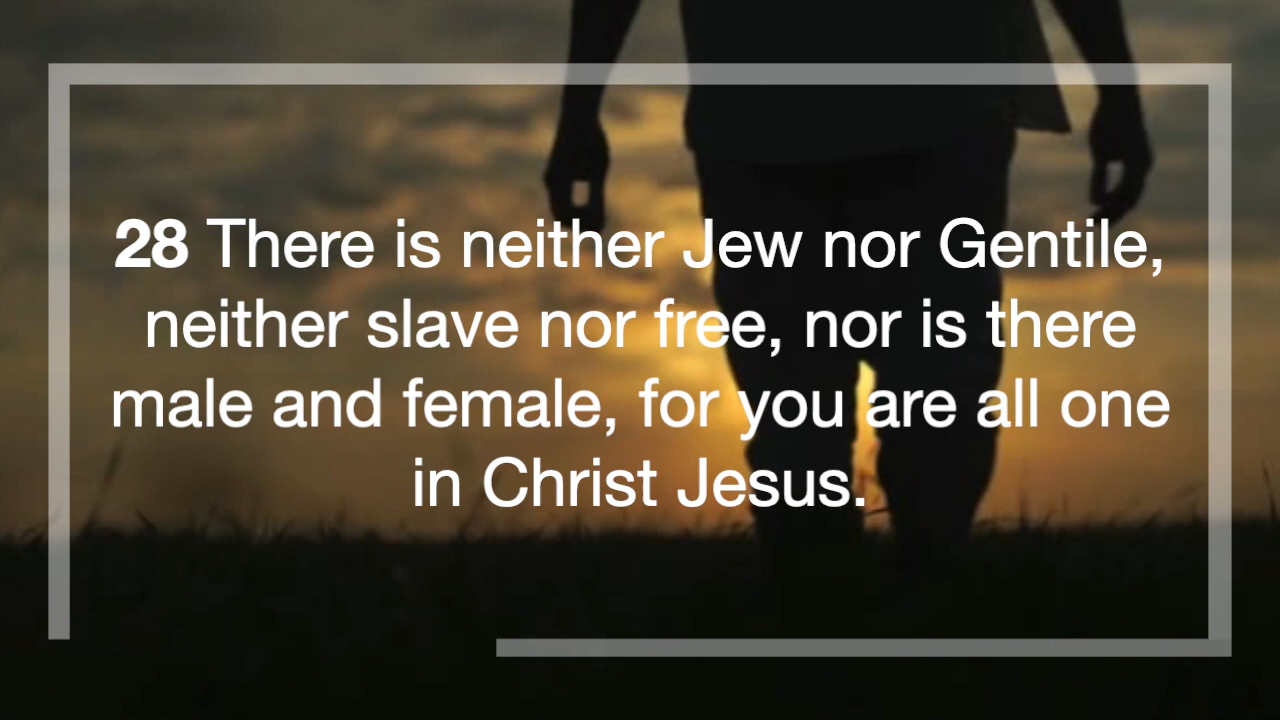 28 There is neither Jew nor Gentile,
neither slave nor free, nor is there
male and female, for you are all one
in Christ Jesus.